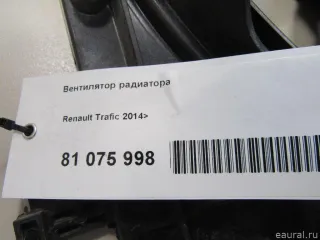 Вентилятор радиатора
Renault Trafic 2014>
81 075 998
eaural.ru